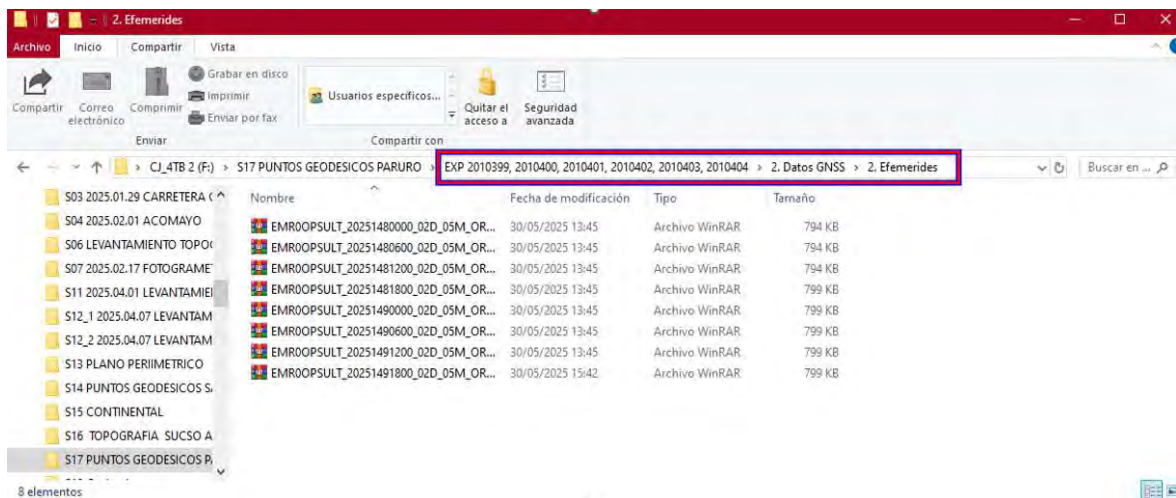 2. Efemerides
Archivo Inicio Compartir Vista
Compartir
Correo electrónico
Comprimir
Grabar en disco
Imprimir
Enviar por fax
Enviar
Usuarios específicos...
Compartir con
Quitar el acceso a
Seguridad avanzada
CJ_4TB 2 (F:) > S17 PUNTOS GEODESICOS PARURO > EXP 2010399, 2010400, 2010401, 2010402, 2010403, 2010404 > 2. Datos GNSS > 2. Efemerides
Buscar en ...
S03 2025.01.29 CARRETERA (
S04 2025.02.01 ACOMAYO
S06 LEVANTAMIENTO TOPO
S07 2025.02.17 FOTOGRAME
S11 2025.04.01 LEVANTAMIE
S12_1 2025.04.07 LEVANTAM
S12_2 2025.04.07 LEVANTAM
S13 PLANO PERIIMETRICO
S14 PUNTOS GEODESICOS S
S15 CONTINENTAL
S16 TOPOGRAFIA SUCSO A
S17 PUNTOS GEODESICOS P
Nombre Fecha de modificación Tipo Tamaño
EMR0OPSULT_20251480000_02D_05M_OR... 30/05/2025 13:45 Archivo WinRAR 794 KB
EMR0OPSULT_20251480600_02D_05M_OR... 30/05/2025 13:45 Archivo WinRAR 794 KB
EMR0OPSULT_20251481200_02D_05M_OR... 30/05/2025 13:45 Archivo WinRAR 794 KB
EMR0OPSULT_20251481800_02D_05M_OR... 30/05/2025 13:45 Archivo WinRAR 799 KB
EMR0OPSULT_20251490000_02D_05M_OR... 30/05/2025 13:45 Archivo WinRAR 799 KB
EMR0OPSULT_20251490600_02D_05M_OR... 30/05/2025 13:45 Archivo WinRAR 799 KB
EMR0OPSULT_20251491200_02D_05M_OR... 30/05/2025 13:45 Archivo WinRAR 799 KB
EMR0OPSULT_20251491800_02D_05M_OR... 30/05/2025 15:42 Archivo WinRAR 799 KB
8 elementos